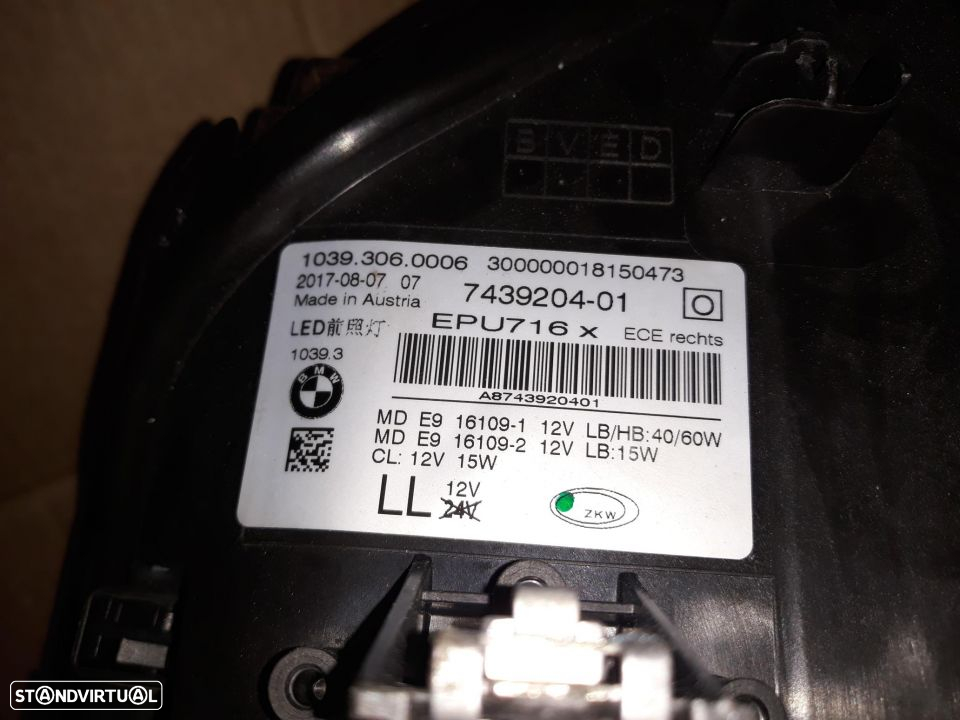 BVED
1039.306.0006 300000018150473
2017-08-07 07
Made in Austria 7439204-01
LED前照灯 EPU716 x ECE rechts
1039.3
BMW
A8743920401
MD E9 16109-1 12V LB/HB:40/60W
MD E9 16109-2 12V LB:15W
CL: 12V 15W
LL 12V
24V
ZKW
STANDVIRTUAL